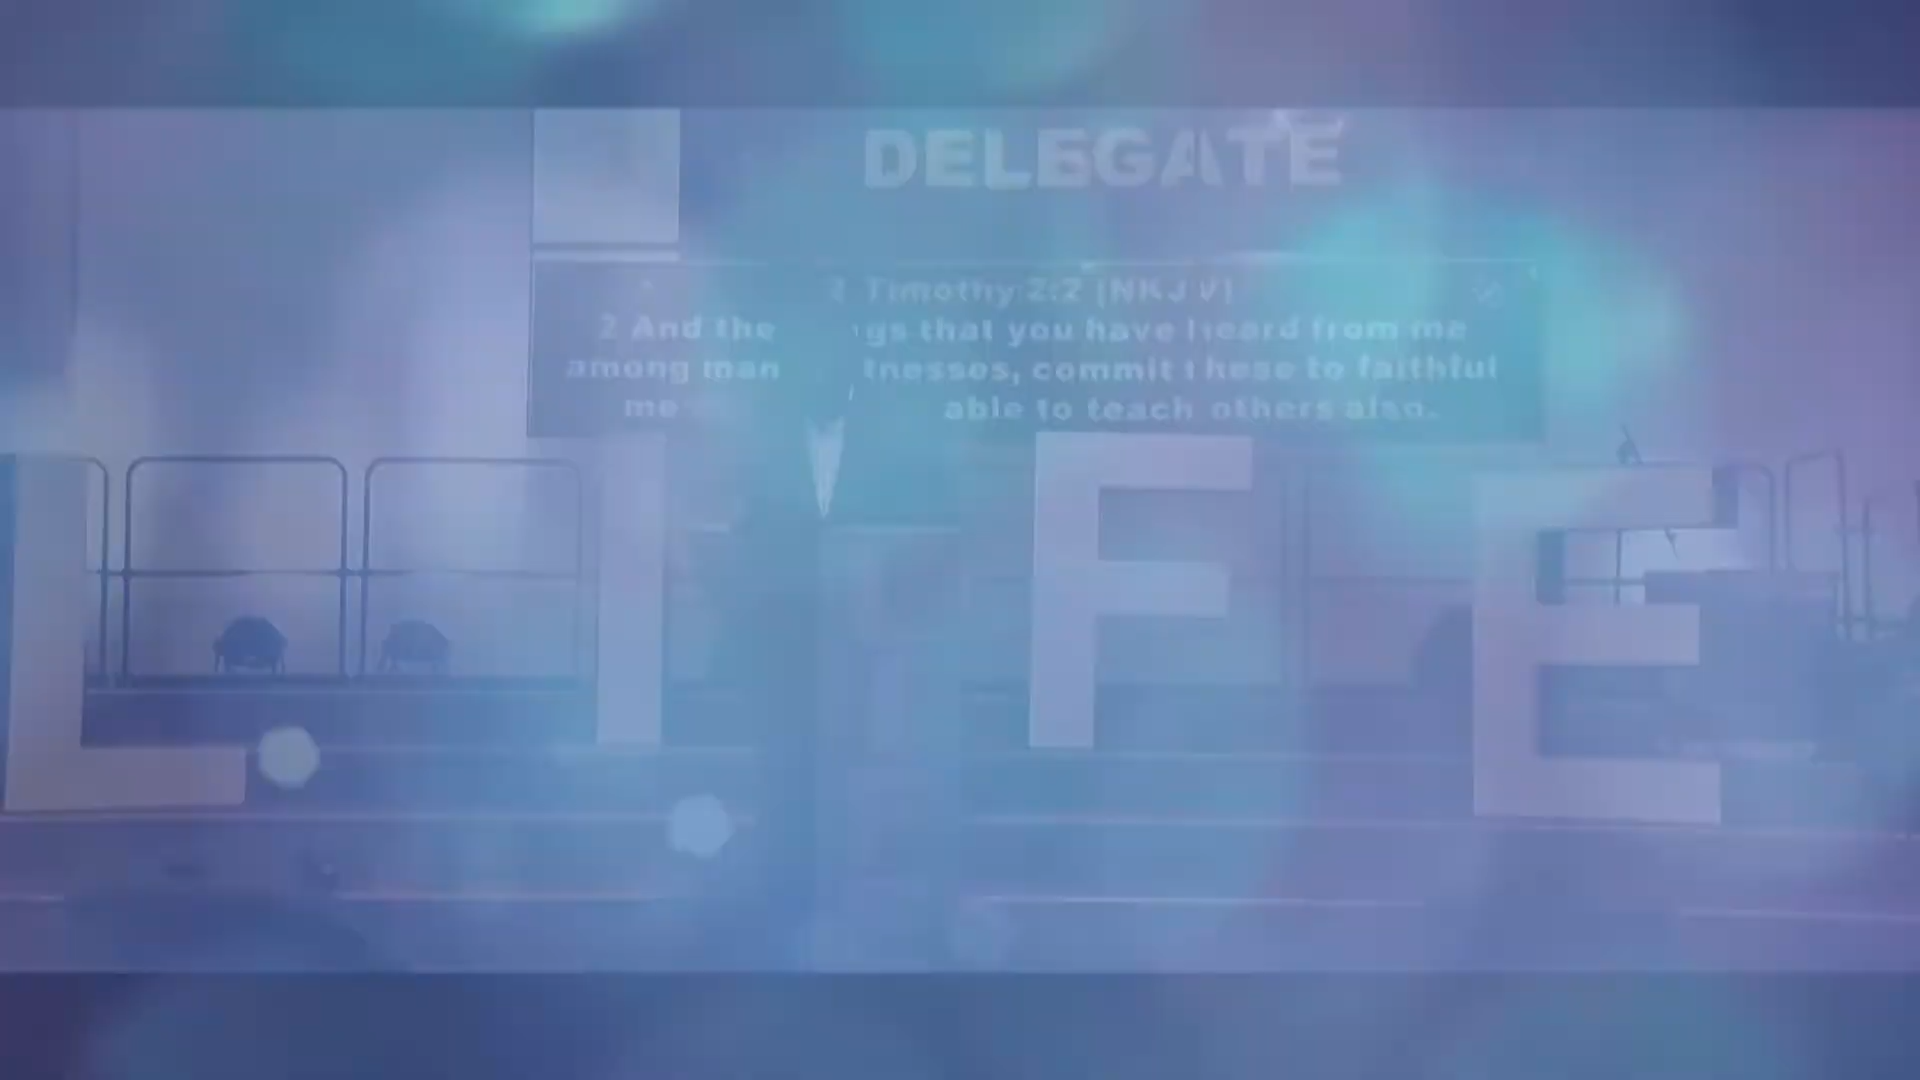 DELEGATE
2 Timothy 2:2 (NKJV)
2 And the gs that you have heard from me
among man tnesses, commit these to faithful
me able to teach others also.
LIFE